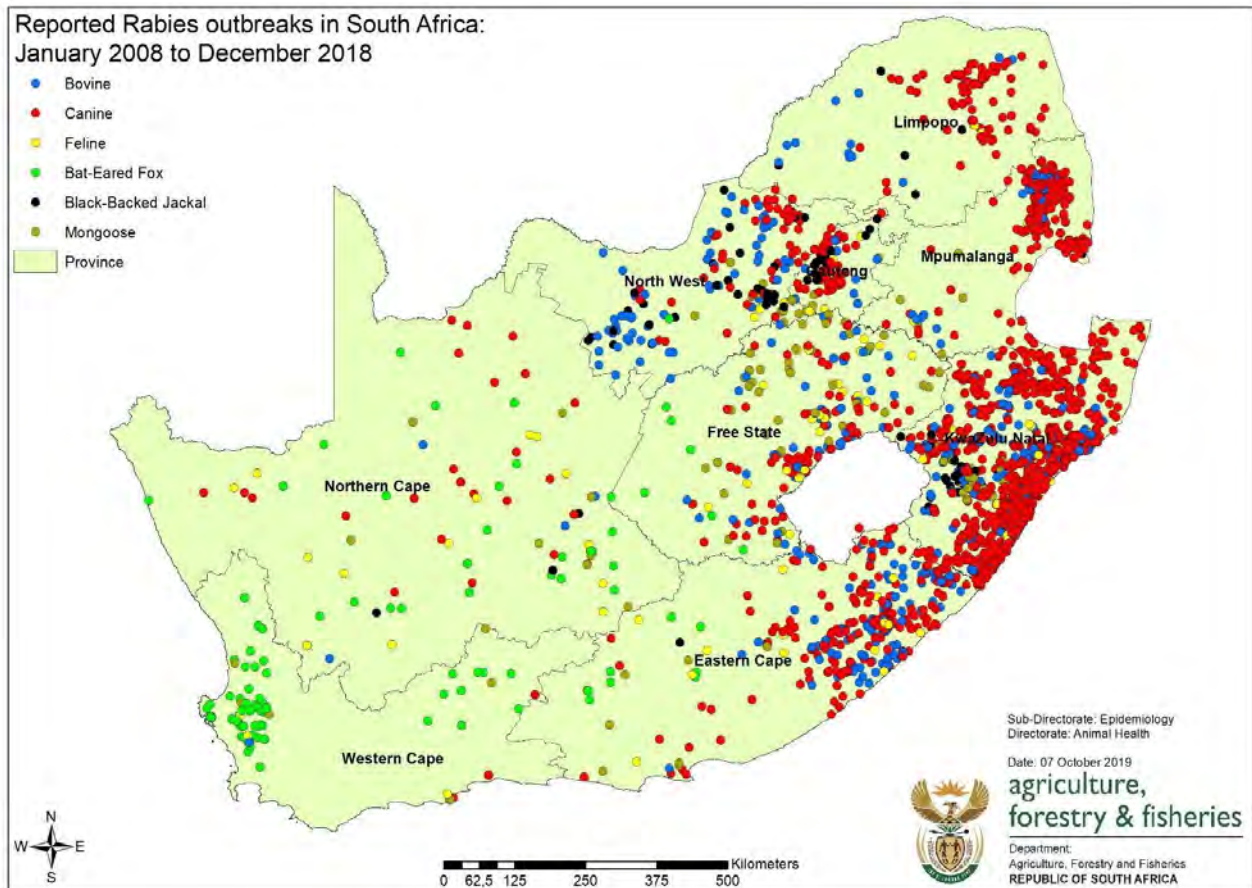 Reported Rabies outbreaks in South Africa:
January 2008 to December 2018
Bovine
Canine
Feline
Bat-Eared Fox
Black-Backed Jackal
Mongoose
Province
Limpopo
Mpumalanga
Gauteng
North West
Free State
KwaZulu Natal
Northern Cape
Eastern Cape
Western Cape
Sub-Directorate: Epidemiology
Directorate: Animal Health
Date: 07 October 2019
agriculture,
forestry & fisheries
Department:
Agriculture, Forestry and Fisheries
REPUBLIC OF SOUTH AFRICA
N
W E
S
Kilometers
0 62,5 125 250 375 500